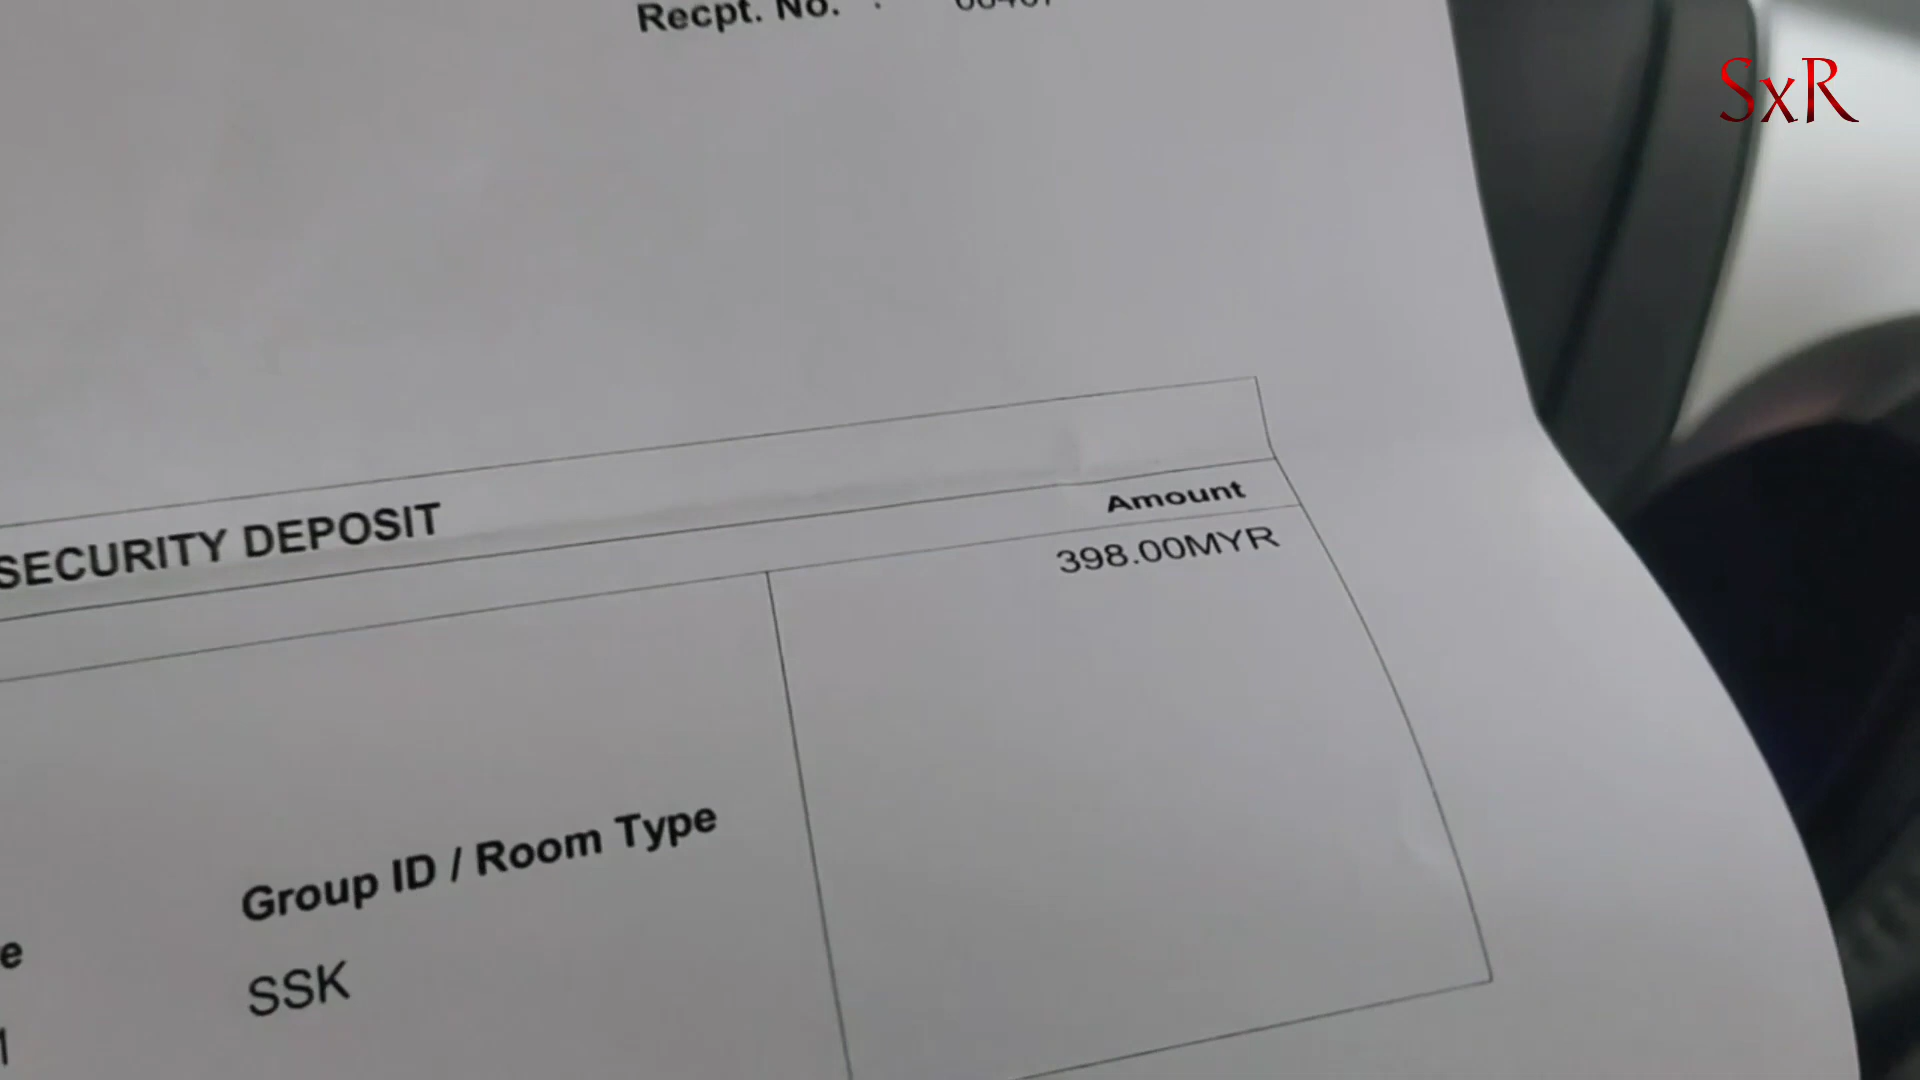 Recpt. No. :
SxR
SECURITY DEPOSIT
Amount
398.00MYR
Group ID / Room Type
SSK